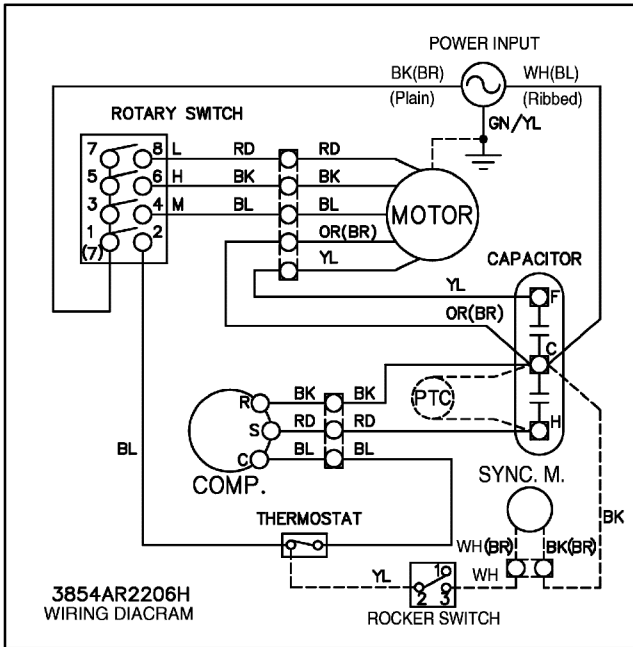 POWER INPUT
BK(BR) WH(BL)
(Plain) (Ribbed)
GN/YL
ROTARY SWITCH
7 8 L RD RD
5 6 H BK BK
3 4 M BL BL
1 2 OR(BR)
(7) YL
MOTOR
CAPACITOR
YL F
OR(BR)
C
R BK BK
PTC
S RD RD H
C BL BL
COMP.
BL
SYNC. M.
BK
THERMOSTAT
WH(BR) BK(BR)
YL 1 WH
2 3
ROCKER SWITCH
3854AR2206H
WIRING DIACRAM